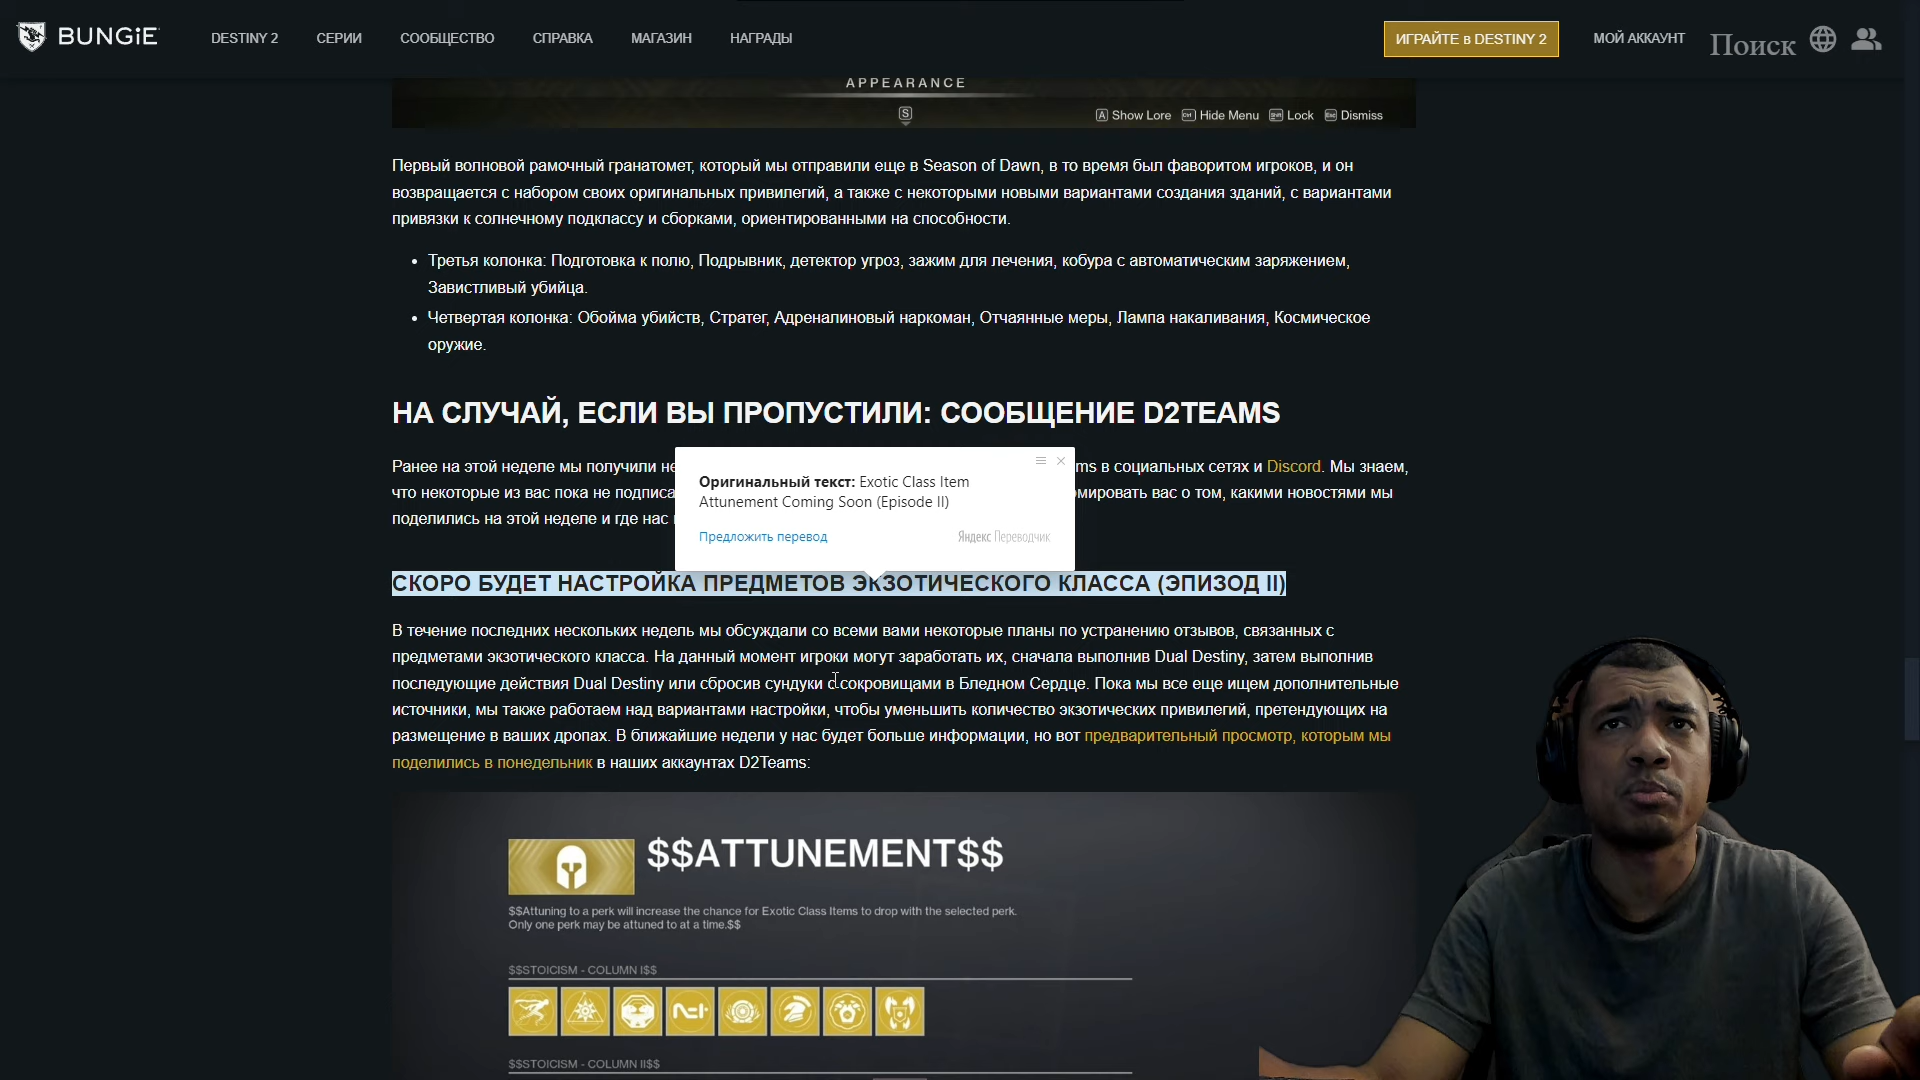 BUNGiE
DESTINY 2
СЕРИИ
СООБЩЕСТВО
СПРАВКА
МАГАЗИН
НАГРАДЫ
ИГРАЙТЕ в DESTINY 2
МОЙ АККАУНТ
Поиск
APPEARANCE
S
A Show Lore
Ctrl Hide Menu
Shift Lock
Esc Dismiss
Первый волновой рамочный гранатомет, который мы отправили еще в Season of Dawn, в то время был фаворитом игроков, и он
возвращается с набором своих оригинальных привилегий, а также с некоторыми новыми вариантами создания зданий, с вариантами
привязки к солнечному подклассу и сборками, ориентированными на способности.
• Третья колонка: Подготовка к полю, Подрывник, детектор угроз, зажим для лечения, кобура с автоматическим заряжением,
Завистливый убийца.
• Четвертая колонка: Обойма убийств, Стратег, Адреналиновый наркоман, Отчаянные меры, Лампа накаливания, Космическое
оружие.
НА СЛУЧАЙ, ЕСЛИ ВЫ ПРОПУСТИЛИ: СООБЩЕНИЕ D2TEAMS
Ранее на этой неделе мы получили не
ms в социальных сетях и Discord. Мы знаем,
что некоторые из вас пока не подписа
мировать вас о том, какими новостями мы
поделились на этой неделе и где нас
Оригинальный текст: Exotic Class Item
Attunement Coming Soon (Episode II)
Предложить перевод
Яндекс Переводчик
СКОРО БУДЕТ НАСТРОЙКА ПРЕДМЕТОВ ЭКЗОТИЧЕСКОГО КЛАССА (ЭПИЗОД II)
В течение последних нескольких недель мы обсуждали со всеми вами некоторые планы по устранению отзывов, связанных с
предметами экзотического класса. На данный момент игроки могут заработать их, сначала выполнив Dual Destiny, затем выполнив
последующие действия Dual Destiny или сбросив сундуки с сокровищами в Бледном Сердце. Пока мы все еще ищем дополнительные
источники, мы также работаем над вариантами настройки, чтобы уменьшить количество экзотических привилегий, претендующих на
размещение в ваших дропах. В ближайшие недели у нас будет больше информации, но вот предварительный просмотр, которым мы
поделились в понедельник в наших аккаунтах D2Teams:
$$ATTUNEMENT$$
$$Attuning to a perk will increase the chance for Exotic Class Items to drop with the selected perk.
Only one perk may be attuned to at a time.$$
$$STOICISM - COLUMN I$$
$$STOICISM - COLUMN II$$